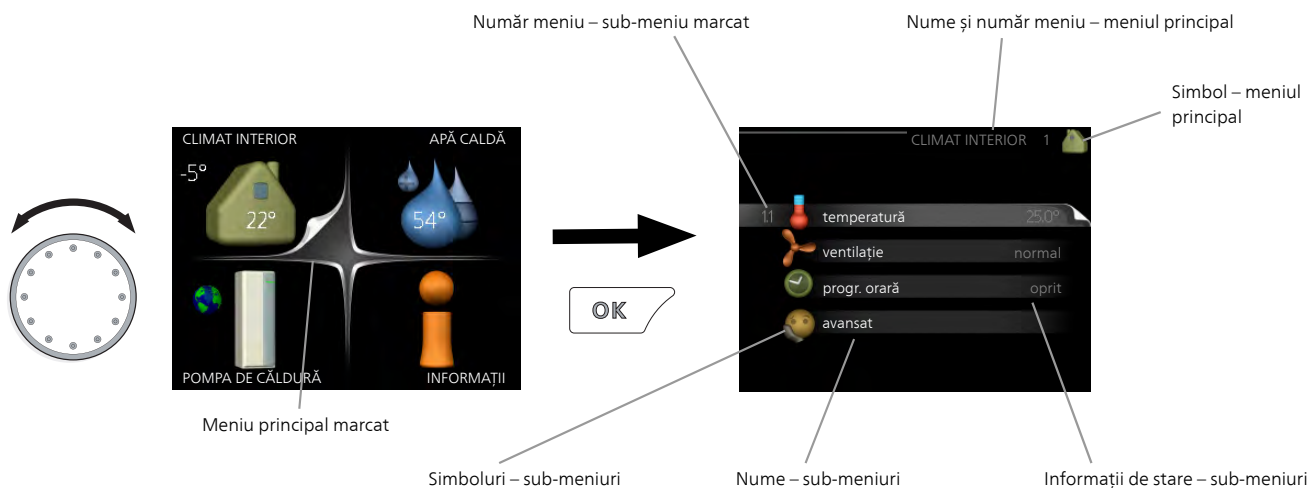 Număr meniu – sub-meniu marcat
Nume și număr meniu – meniul principal
Simbol – meniul
principal
CLIMAT INTERIOR
APĂ CALDĂ
-5°
22°
54°
POMPA DE CĂLDURĂ
INFORMAȚII
Meniu principal marcat
OK
CLIMAT INTERIOR 1
1.1 temperatură 25.0°
ventilație normal
progr. orară oprit
avansat
Simboluri – sub-meniuri
Nume – sub-meniuri
Informații de stare – sub-meniuri